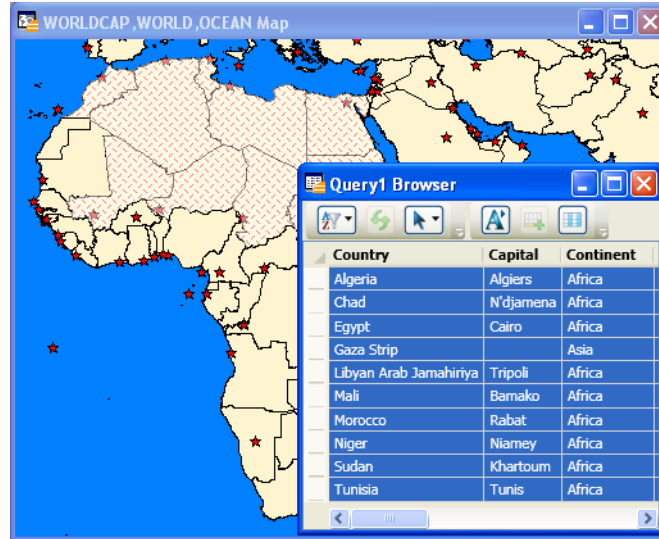 WORLDCAP,WORLD,OCEAN Map
Query1 Browser
Country Capital Continent
Algeria Algiers Africa
Chad N'djamena Africa
Egypt Cairo Africa
Gaza Strip Asia
Libyan Arab Jamahiriya Tripoli Africa
Mali Bamako Africa
Morocco Rabat Africa
Niger Niamey Africa
Sudan Khartoum Africa
Tunisia Tunis Africa